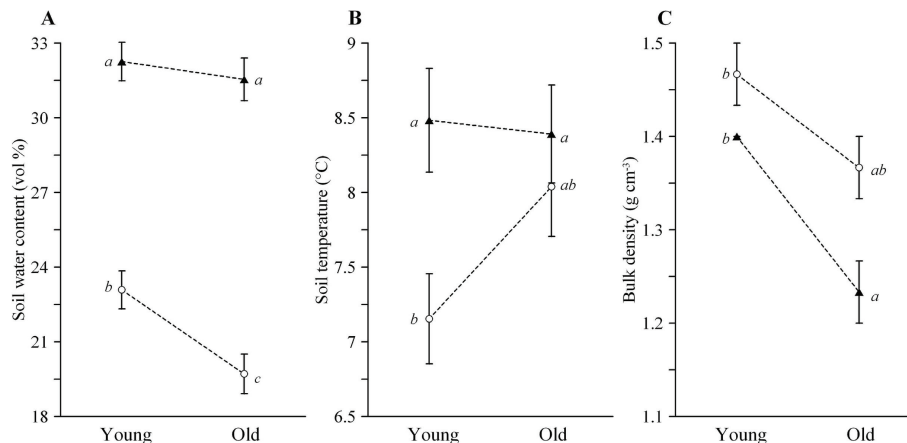 A
B
C
33
30
27
24
21
18
Soil water content (vol %)
a
a
b
c
Young
Old
9
8.5
8
7.5
7
6.5
Soil temperature (°C)
a
a
ab
b
Young
Old
1.5
1.4
1.3
1.2
1.1
Bulk density (g cm⁻³)
b
b
ab
a
Young
Old